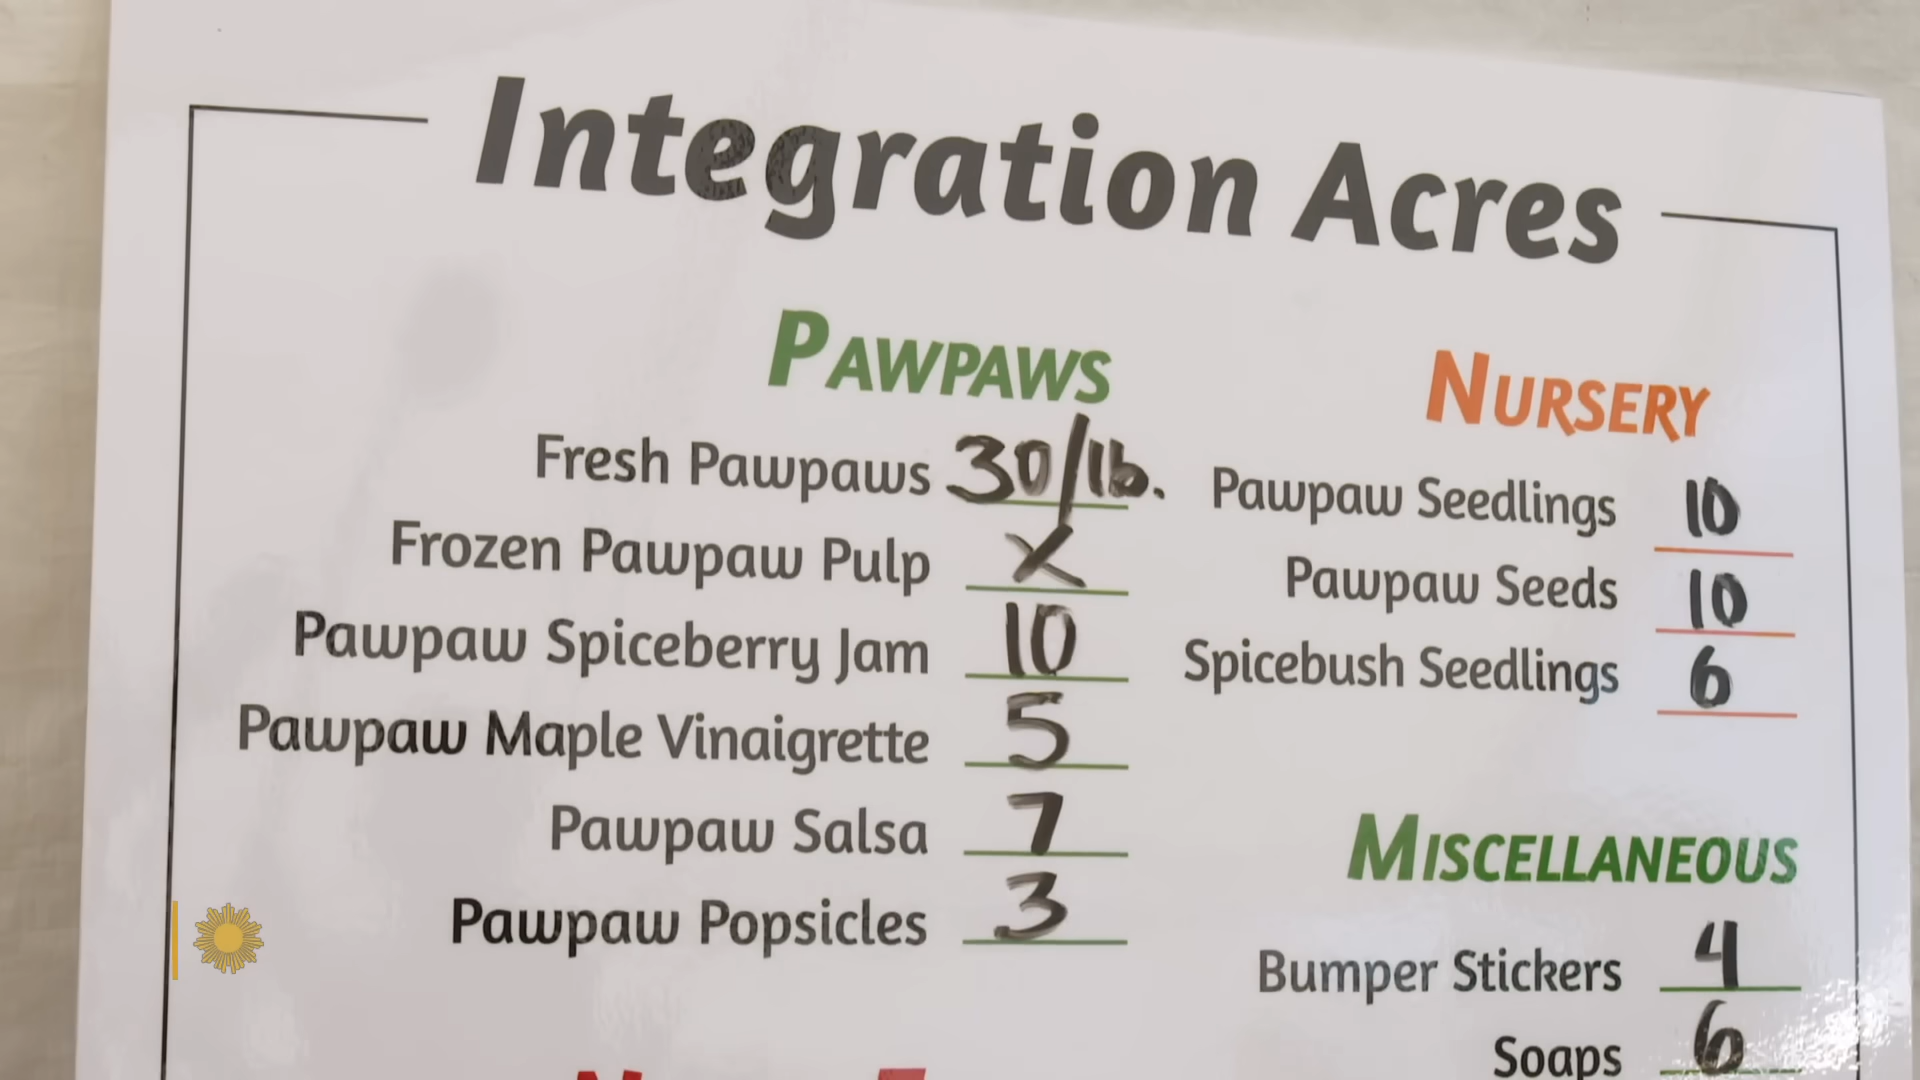 Integration Acres
PAWPAWS
Fresh Pawpaws 30/lb.
Frozen Pawpaw Pulp X
Pawpaw Spiceberry Jam 10
Pawpaw Maple Vinaigrette 5
Pawpaw Salsa 7
Pawpaw Popsicles 3
NURSERY
Pawpaw Seedlings 10
Pawpaw Seeds 10
Spicebush Seedlings 6
MISCELLANEOUS
Bumper Stickers 4
Soaps 6